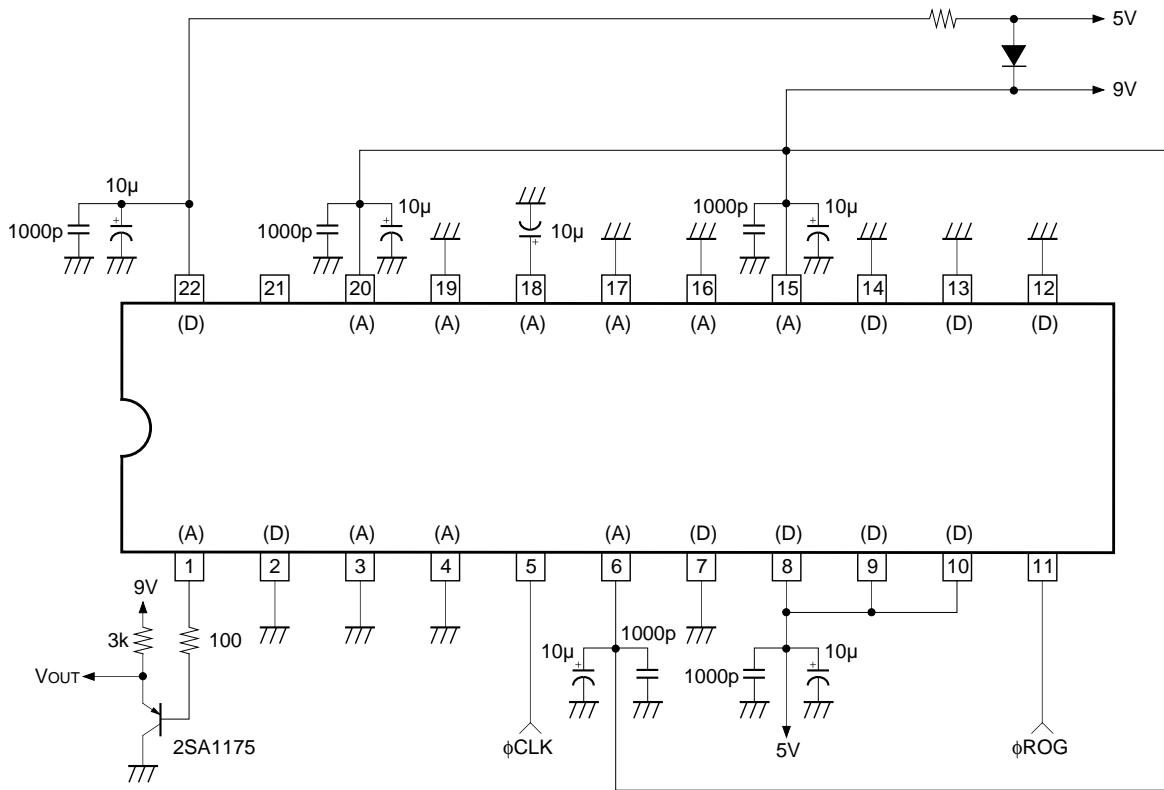 5V
9V
10µ
1000p
1000p
10µ
10µ
1000p
10µ
22 21 20 19 18 17 16 15 14 13 12
(D) (A) (A) (A) (A) (A) (A) (D) (D) (D)
(A) (D) (A) (A) (A) (D) (D) (D) (D)
1 2 3 4 5 6 7 8 9 10 11
9V
3k
100
VOUT
2SA1175
ϕCLK
10µ
1000p
1000p
10µ
5V
ϕROG